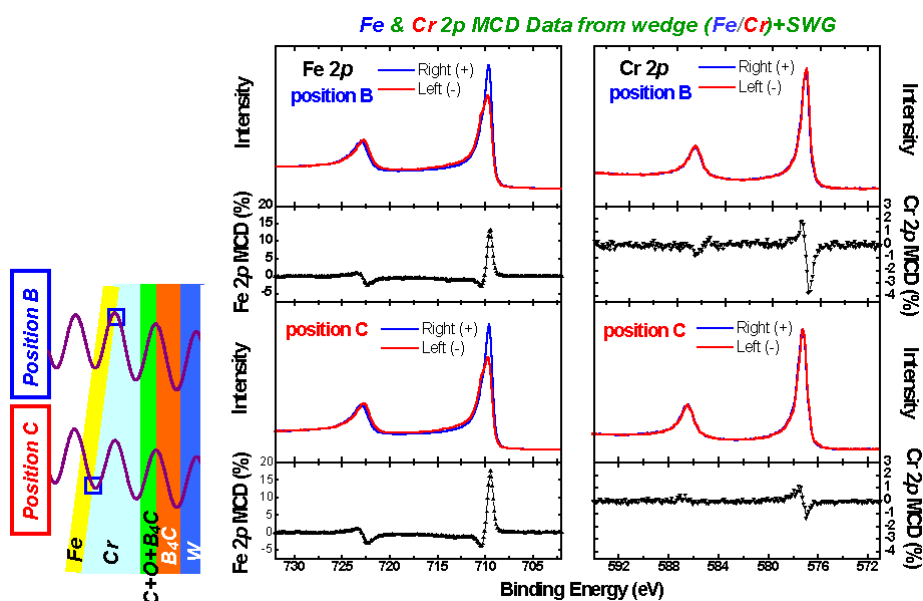 Fe & Cr 2p MCD Data from wedge (Fe/Cr)+SWG
Fe 2p
position B
Right (+)
Left (-)
Intensity
Cr 2p
position B
Right (+)
Left (-)
Intensity
20
15
10
5
0
-5
Fe 2p MCD (%)
3
2
1
0
-1
-2
-3
-4
Cr 2p MCD (%)
position C
Right (+)
Left (-)
Intensity
position C
Right (+)
Left (-)
Intensity
20
15
10
5
0
-5
Fe 2p MCD (%)
3
2
1
0
-1
-2
-3
-4
Cr 2p MCD (%)
730 725 720 715 710 705
592 588 584 580 576 572
Binding Energy (eV)
Position B
Position C
Fe
Cr
C+O+B4C
B4C
W